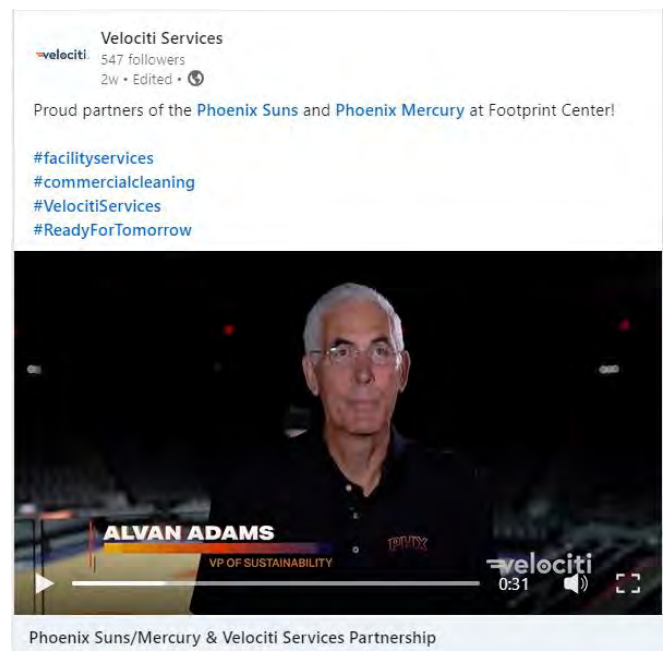 Velociti Services
velociti
547 followers
2w • Edited •
Proud partners of the Phoenix Suns and Phoenix Mercury at Footprint Center!
#facilityservices
#commercialcleaning
#VelocitiServices
#ReadyForTomorrow
ALVAN ADAMS
PHX
VP OF SUSTAINABILITY
velociti
0:31
Phoenix Suns/Mercury & Velociti Services Partnership